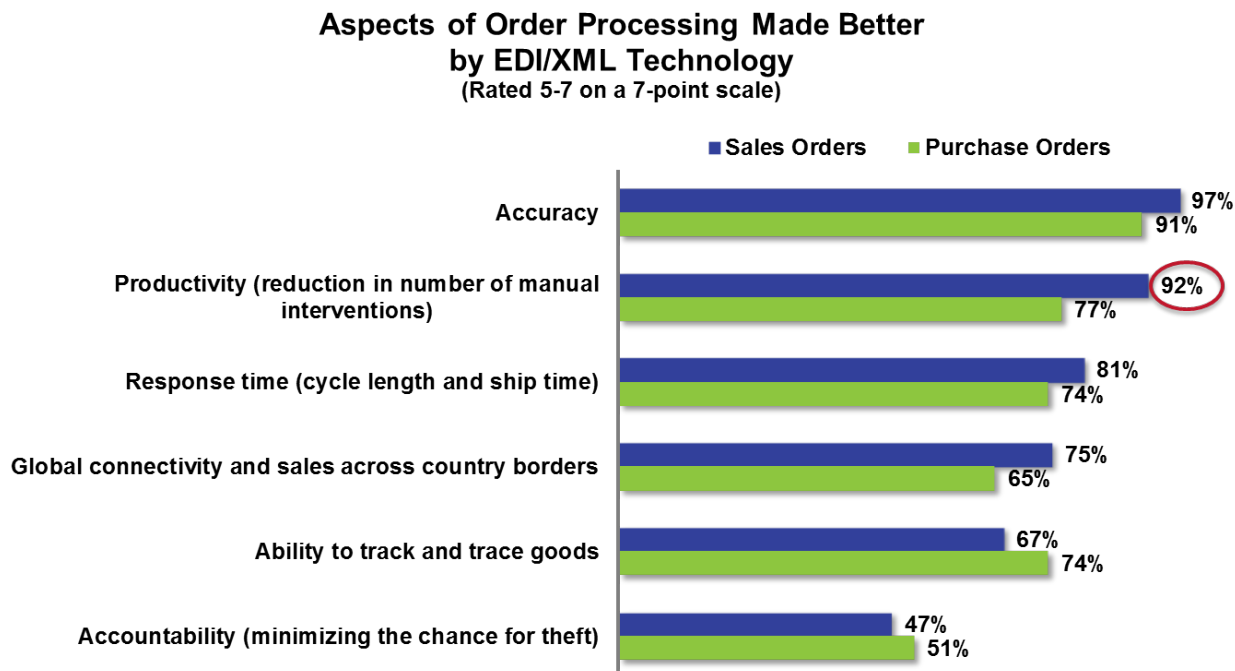 Aspects of Order Processing Made Better
by EDI/XML Technology
(Rated 5-7 on a 7-point scale)
Sales Orders
Purchase Orders
Accuracy
97%
91%
Productivity (reduction in number of manual
interventions)
92%
77%
Response time (cycle length and ship time)
81%
74%
Global connectivity and sales across country borders
75%
65%
Ability to track and trace goods
67%
74%
Accountability (minimizing the chance for theft)
47%
51%